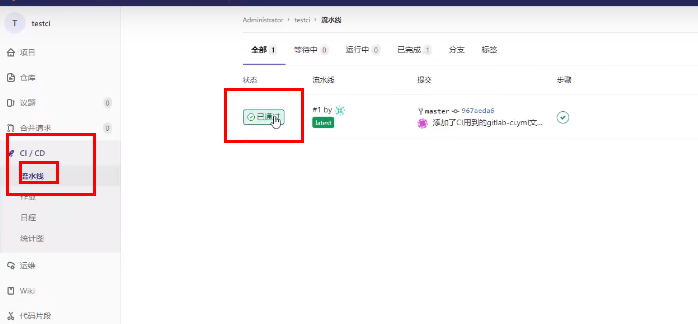 T testci
Administrator › testci › 流水线
项目
仓库
议题 0
合并请求 0
CI / CD
流水线
作业
日程
统计图
运维
Wiki
代码片段
全部 1 等待中 0 运行中 0 已完成 1 分支 标签
状态 流水线 提交 步骤
已通过 #1 by master 967aeda6
latest 添加了CI用到的gitlab-ci.yml文...